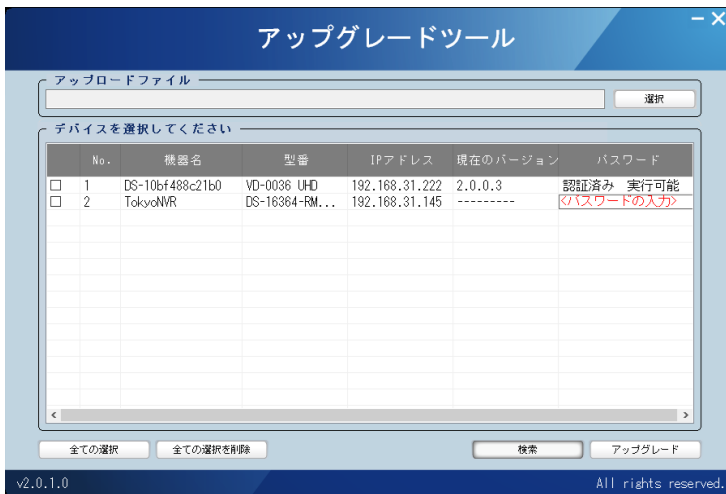 アップグレードツール
アップロードファイル
選択
デバイスを選択してください
No. 機器名 型番 IPアドレス 現在のバージョン パスワード
1 DS-10bf488c21b0 VD-0036 UHD 192.168.31.222 2.0.0.3 認証済み 実行可能
2 TokyoNVR DS-16364-RM... 192.168.31.145 --------- <パスワードの入力>
全ての選択 全ての選択を削除 検索 アップグレード
v2.0.1.0 All rights reserved.